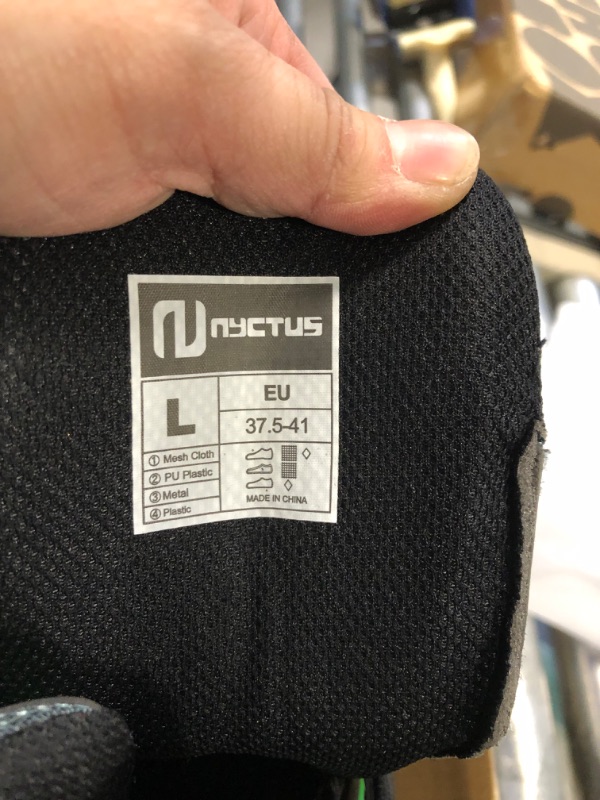 NYCTUS
L
EU
37.5-41
① Mesh Cloth
② PU Plastic
③ Metal
④ Plastic
MADE IN CHINA